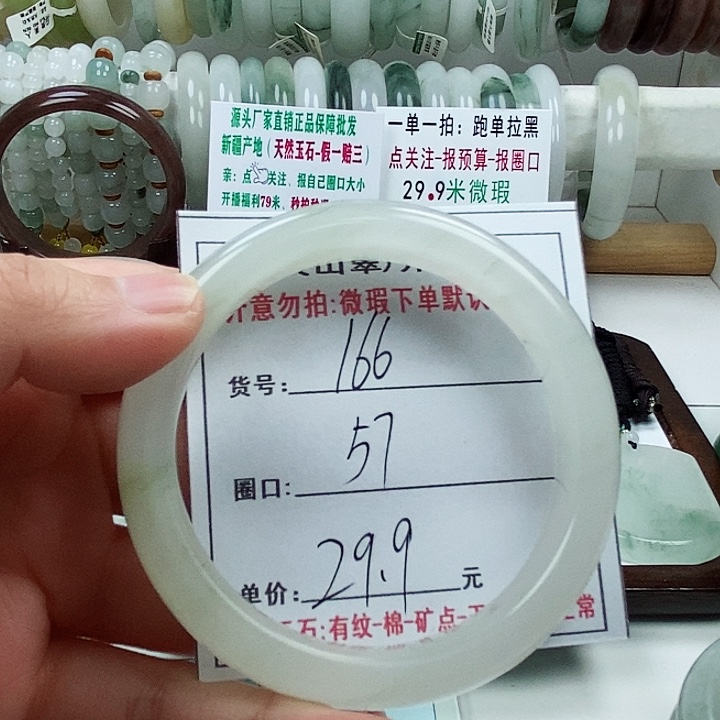 源头厂家直销正品保障批发
新疆产地（天然玉石-假一赔三）
亲：点关注、报自己圈口大小
开播福利79米、
一单一拍：跑单拉黑
点关注-报预算-报圈口
29.9米微瑕
意勿拍:微瑕下单默
货号: 166
圈口: 57
单价: 29.9 元
石:有纹-棉-矿点-
常